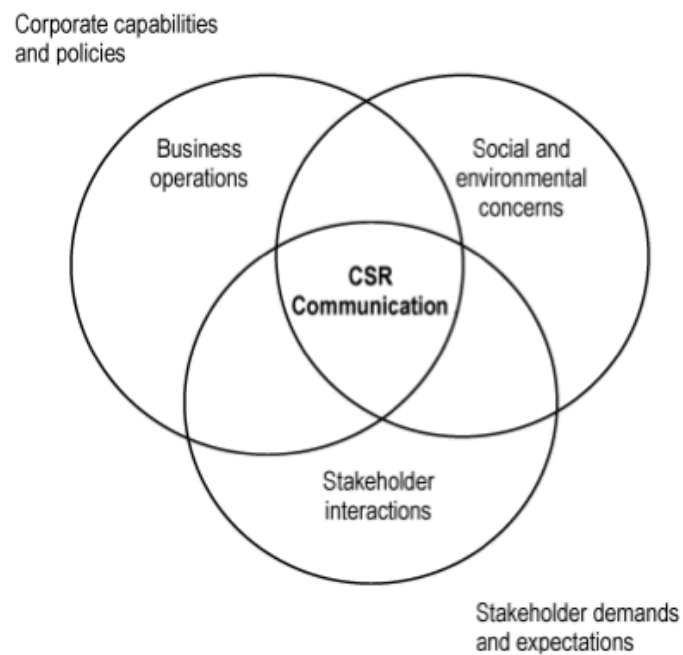 Corporate capabilities
and policies
Business
operations
Social and
environmental
concerns
CSR
Communication
Stakeholder
interactions
Stakeholder demands
and expectations